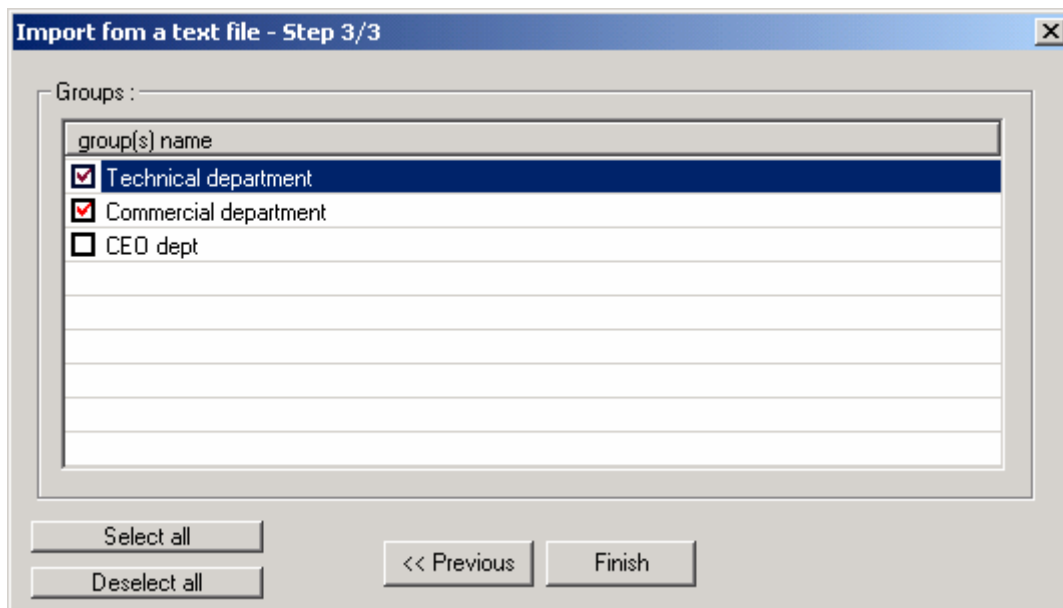 Import fom a text file - Step 3/3
Groups :
group(s) name
Technical department
Commercial department
CEO dept
Select all
Deselect all
<< Previous
Finish